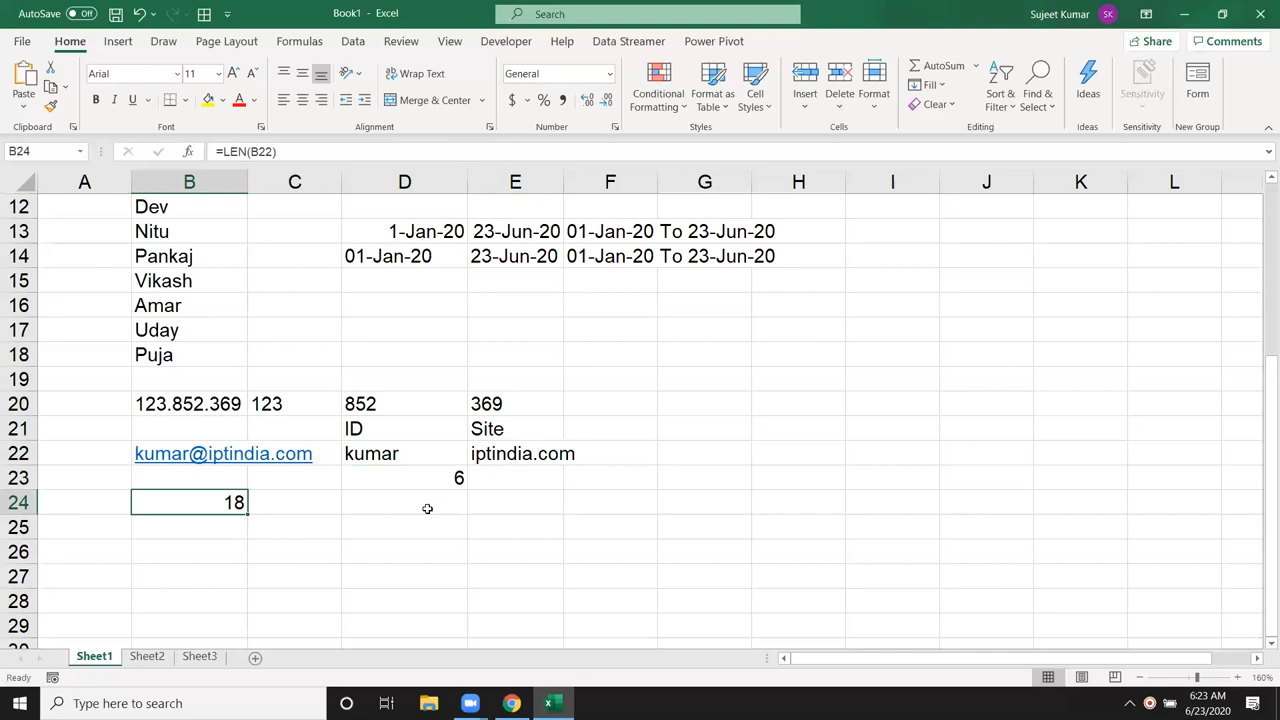 AutoSave Off Book1 - Excel Search Sujeet Kumar SK
File Home Insert Draw Page Layout Formulas Data Review View Developer Help Data Streamer Power Pivot Share Comments
Paste Arial 11 Wrap Text General Conditional Formatting Format as Table Cell Styles Insert Delete Format AutoSum Sort & Filter Find & Select Ideas Sensitivity Form
B I U Merge & Center $ % Fill
Clear
Clipboard Font Alignment Number Styles Cells Editing Ideas Sensitivity New Group
B24 fx =LEN(B22)
A B C D E F G H I J K L
12 Dev
13 Nitu 1-Jan-20 23-Jun-20 01-Jan-20 To 23-Jun-20
14 Pankaj 01-Jan-20 23-Jun-20 01-Jan-20 To 23-Jun-20
15 Vikash
16 Amar
17 Uday
18 Puja
19
20 123.852.369 123 852 369
21 ID Site
22 kumar@iptindia.com kumar iptindia.com
23 6
24 18
25
26
27
28
29
Sheet1 Sheet2 Sheet3
Ready 160%
Type here to search 6:23 AM
6/23/2020